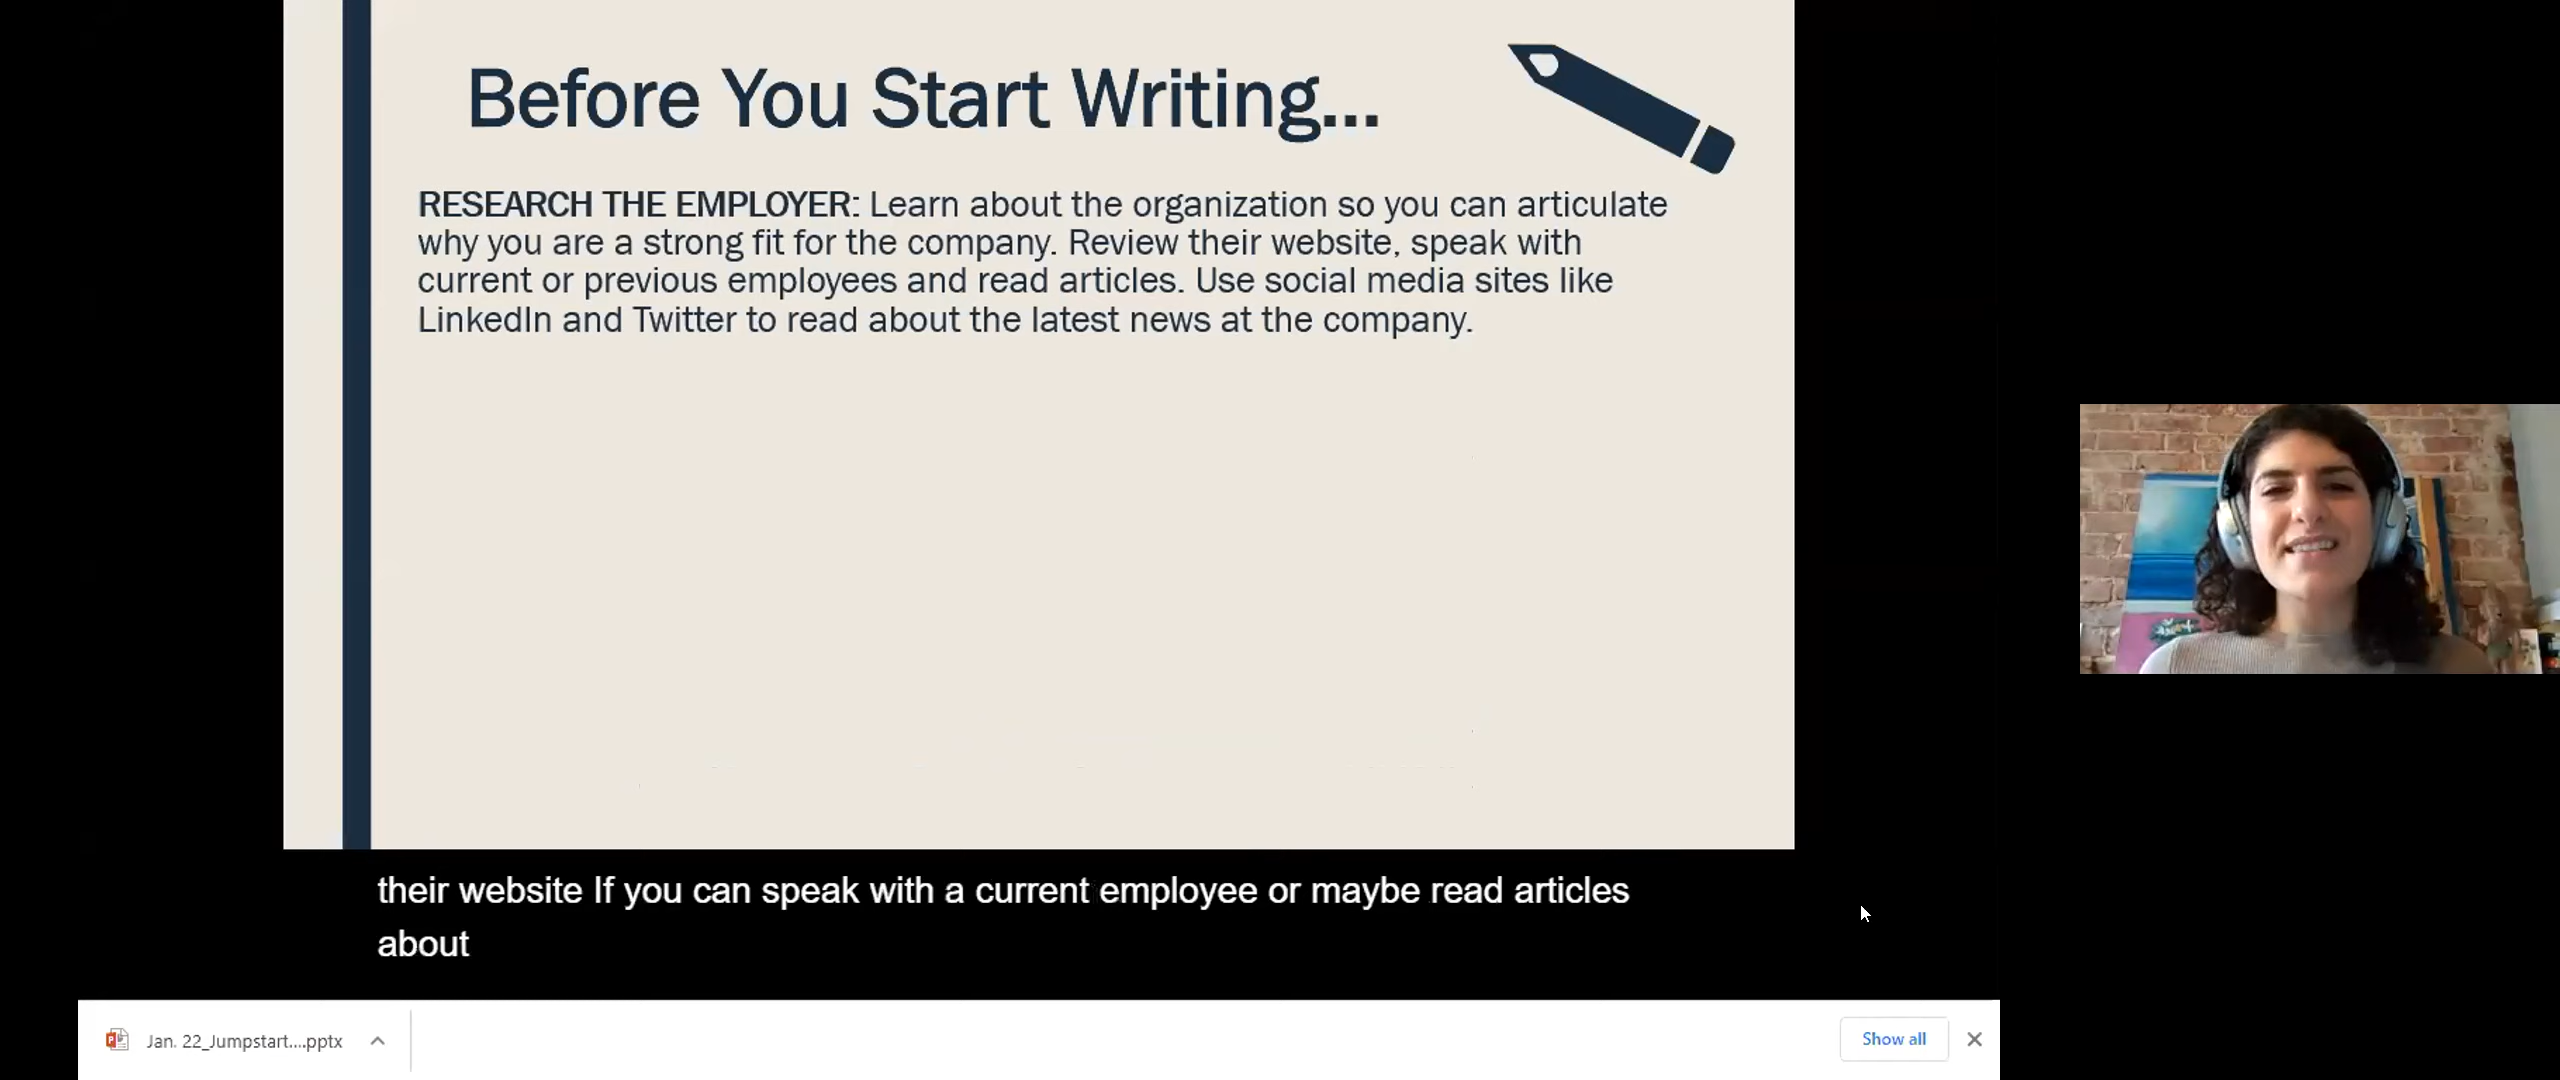 Before You Start Writing...
RESEARCH THE EMPLOYER: Learn about the organization so you can articulate
why you are a strong fit for the company. Review their website, speak with
current or previous employees and read articles. Use social media sites like
LinkedIn and Twitter to read about the latest news at the company.
their website If you can speak with a current employee or maybe read articles
about
Jan. 22_Jumpstart....pptx
Show all